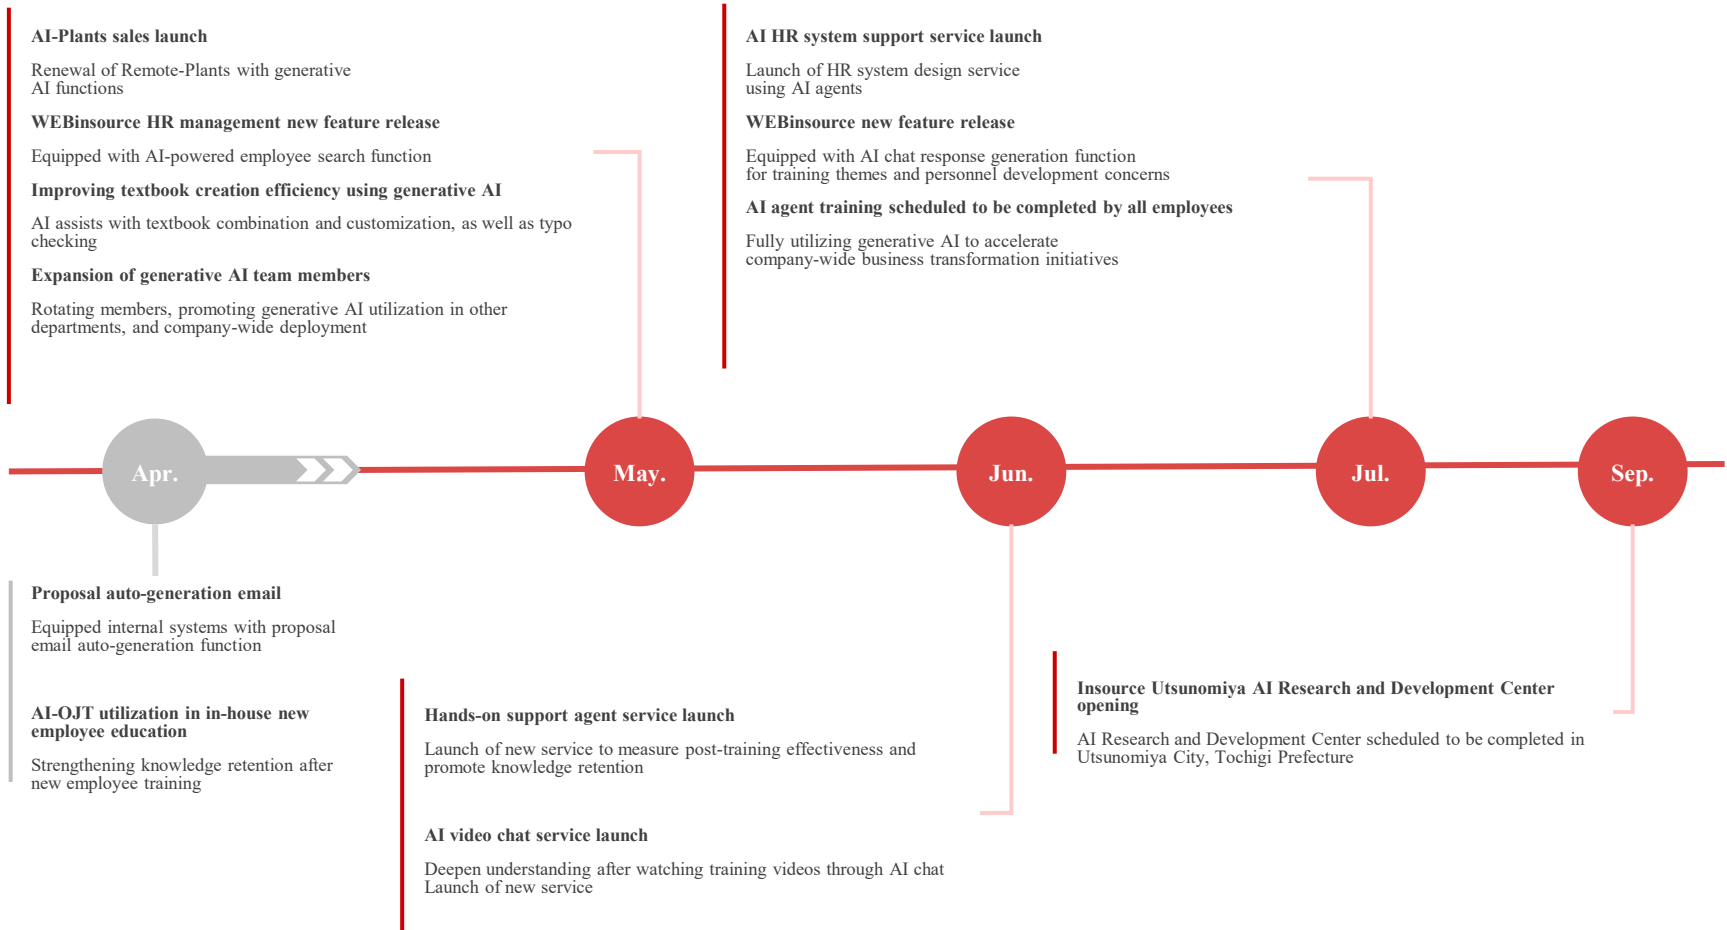 AI-Plants sales launch
Renewal of Remote-Plants with generative
AI functions
WEBinsource HR management new feature release
Equipped with AI-powered employee search function
Improving textbook creation efficiency using generative AI
AI assists with textbook combination and customization, as well as typo
checking
Expansion of generative AI team members
Rotating members, promoting generative AI utilization in other
departments, and company-wide deployment
AI HR system support service launch
Launch of HR system design service
using AI agents
WEBinsource new feature release
Equipped with AI chat response generation function
for training themes and personnel development concerns
AI agent training scheduled to be completed by all employees
Fully utilizing generative AI to accelerate
company-wide business transformation initiatives
Apr.
May.
Jun.
Jul.
Sep.
Proposal auto-generation email
Equipped internal systems with proposal
email auto-generation function
AI-OJT utilization in in-house new
employee education
Strengthening knowledge retention after
new employee training
Hands-on support agent service launch
Launch of new service to measure post-training effectiveness and
promote knowledge retention
AI video chat service launch
Deepen understanding after watching training videos through AI chat
Launch of new service
Insource Utsunomiya AI Research and Development Center
opening
AI Research and Development Center scheduled to be completed in
Utsunomiya City, Tochigi Prefecture